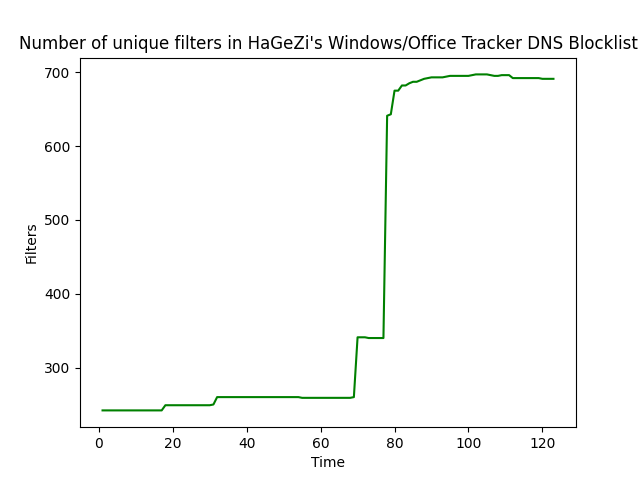 Number of unique filters in HaGeZi's Windows/Office Tracker DNS Blocklist
700
600
500
400
300
Filters
0 20 40 60 80 100 120
Time